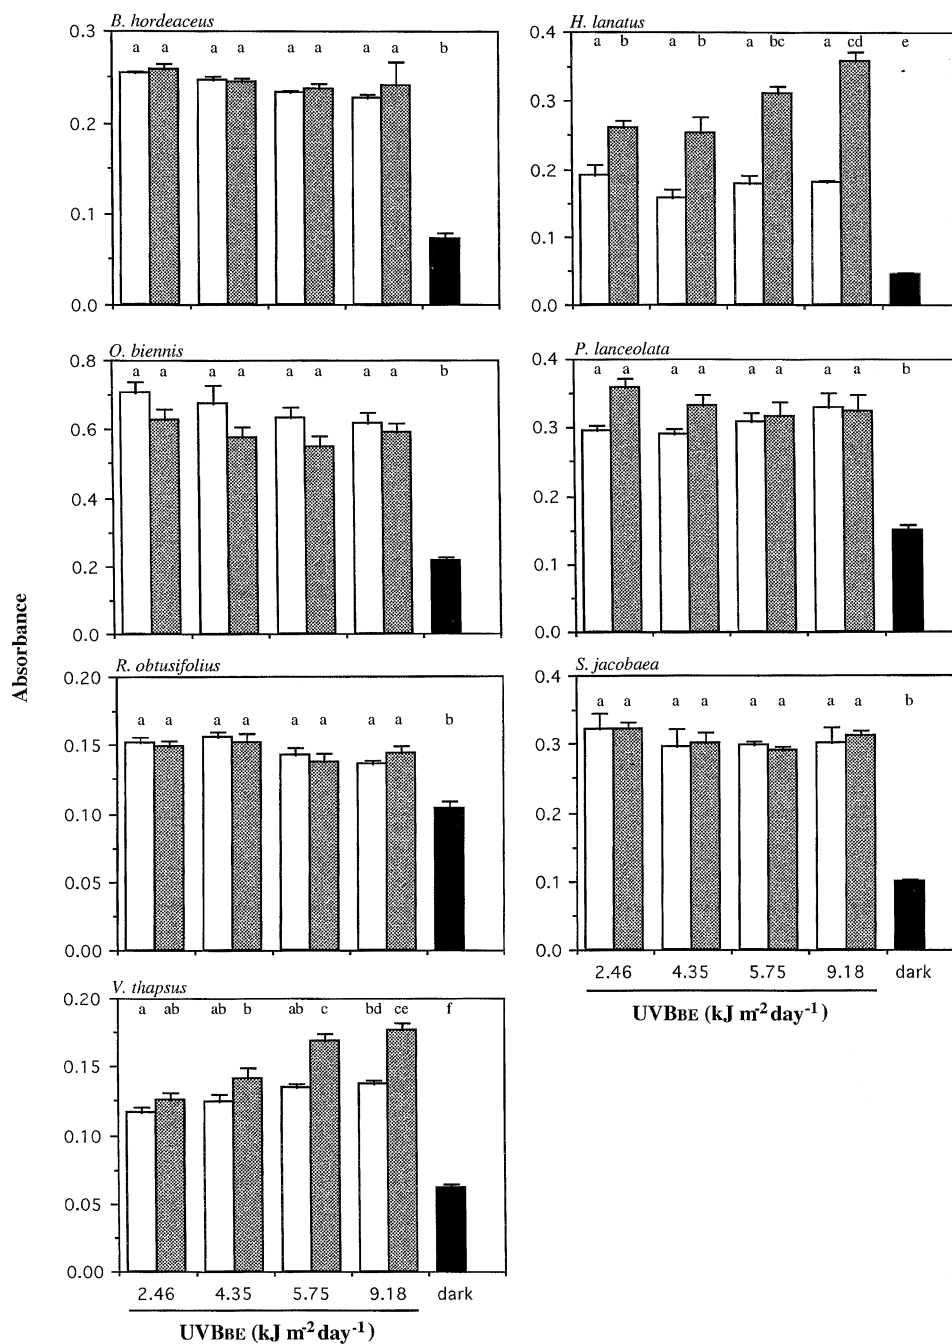 B. hordeaceus
0.3
0.2
0.1
0.0
a a a a a a a a b
H. lanatus
0.4
0.3
0.2
0.1
0.0
a b a b a bc a cd e
O. biennis
0.8
0.6
0.4
0.2
0.0
a a a a a a a a b
P. lanceolata
0.4
0.3
0.2
0.1
0.0
a a a a a a a a b
Absorbance
R. obtusifolius
0.20
0.15
0.10
0.05
0.00
a a a a a a a a b
S. jacobaea
0.4
0.3
0.2
0.1
0.0
a a a a a a a a b
2.46 4.35 5.75 9.18 dark
UVBBE (kJ m-2 day-1)
V. thapsus
0.20
0.15
0.10
0.05
0.00
a ab ab b ab c bd ce f
2.46 4.35 5.75 9.18 dark
UVBBE (kJ m-2 day-1)